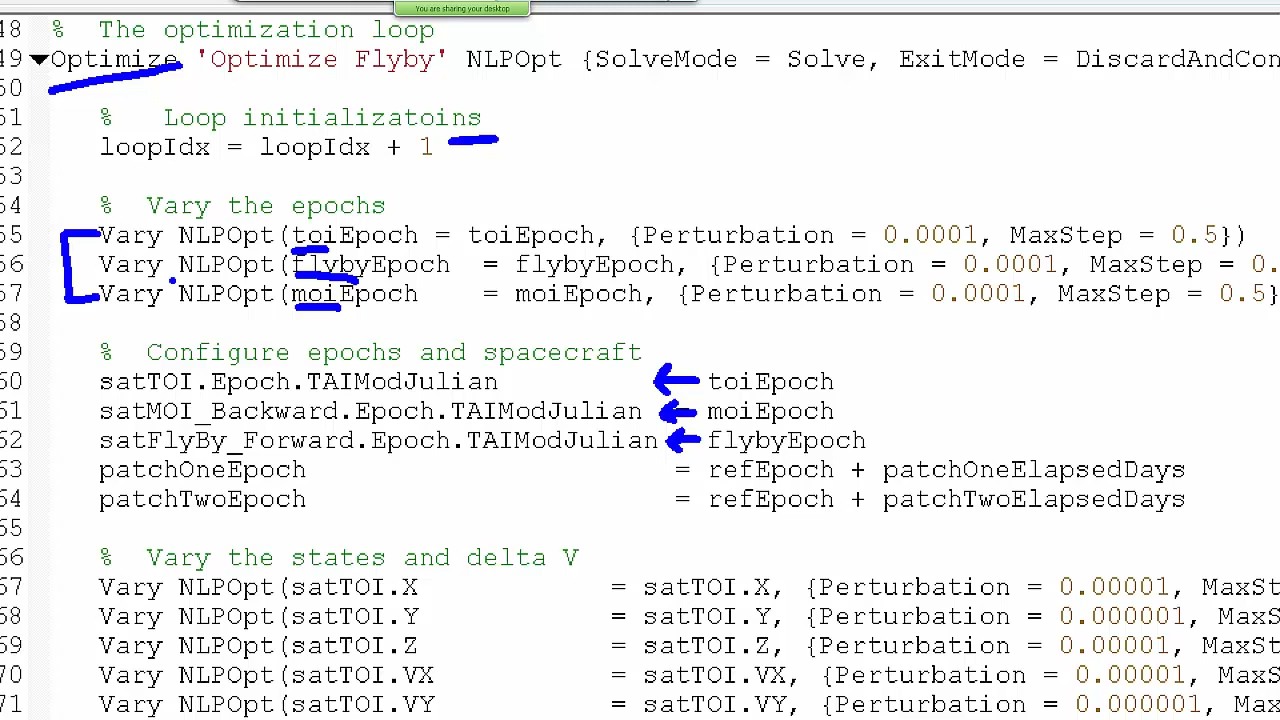 You are sharing your desktop
48 % The optimization loop
49 Optimize 'Optimize Flyby' NLPOpt {SolveMode = Solve, ExitMode = DiscardAndCon
50
51 % Loop initializatoins
52 loopIdx = loopIdx + 1
53
54 % Vary the epochs
55 Vary NLPOpt(toiEpoch = toiEpoch, {Perturbation = 0.0001, MaxStep = 0.5})
56 Vary NLPOpt(flybyEpoch = flybyEpoch, {Perturbation = 0.0001, MaxStep = 0.
57 Vary NLPOpt(moiEpoch = moiEpoch, {Perturbation = 0.0001, MaxStep = 0.5}
58
59 % Configure epochs and spacecraft
60 satTOI.Epoch.TAIModJulian = toiEpoch
61 satMOI_Backward.Epoch.TAIModJulian = moiEpoch
62 satFlyBy_Forward.Epoch.TAIModJulian = flybyEpoch
63 patchOneEpoch = refEpoch + patchOneElapsedDays
64 patchTwoEpoch = refEpoch + patchTwoElapsedDays
65
66 % Vary the states and delta V
67 Vary NLPOpt(satTOI.X = satTOI.X, {Perturbation = 0.00001, MaxSt
68 Vary NLPOpt(satTOI.Y = satTOI.Y, {Perturbation = 0.000001, MaxS
69 Vary NLPOpt(satTOI.Z = satTOI.Z, {Perturbation = 0.00001, MaxSt
70 Vary NLPOpt(satTOI.VX = satTOI.VX, {Perturbation = 0.00001, MaxS
71 Vary NLPOpt(satTOI.VY = satTOI.VY, {Perturbation = 0.000001, Max